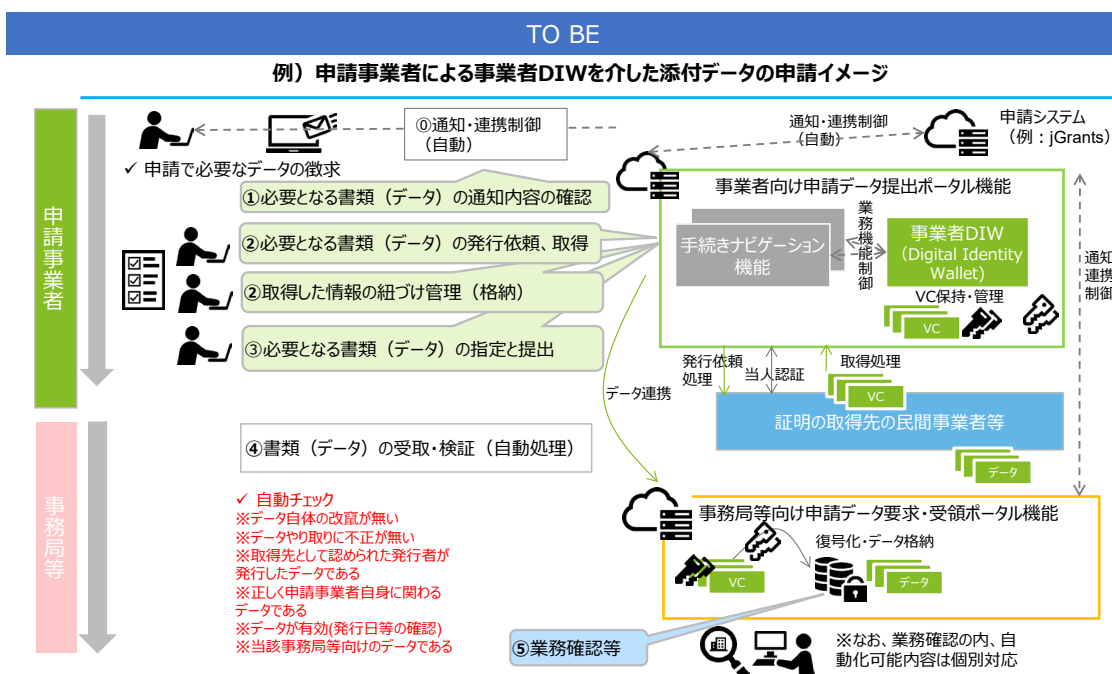 TO BE
例）申請事業者による事業者DIWを介した添付データの申請イメージ
申請事業者
⓪通知・連携制御
（自動）
✓ 申請で必要なデータの徴求
①必要となる書類（データ）の通知内容の確認
②必要となる書類（データ）の発行依頼、取得
②取得した情報の紐づけ管理（格納）
③必要となる書類（データ）の指定と提出
通知・連携制御
（自動）
申請システム
（例：jGrants）
事業者向け申請データ提出ポータル機能
手続きナビゲーション
機能
業務機能制御
事業者DIW
（Digital Identity
Wallet）
VC保持・管理
VC
通知
連携
制御
発行依頼
処理
当人認証
取得処理
VC
データ連携
証明の取得先の民間事業者等
データ
事務局等
④書類（データ）の受取・検証（自動処理）
✓ 自動チェック
※データ自体の改竄が無い
※データやり取りに不正が無い
※取得先として認められた発行者が
発行したデータである
※正しく申請事業者自身に関わる
データである
※データが有効(発行日等の確認)
※当該事務局等向けのデータである
事務局等向け申請データ要求・受領ポータル機能
復号化・データ格納
VC
データ
⑤業務確認等
※なお、業務確認の内、自
動化可能内容は個別対応